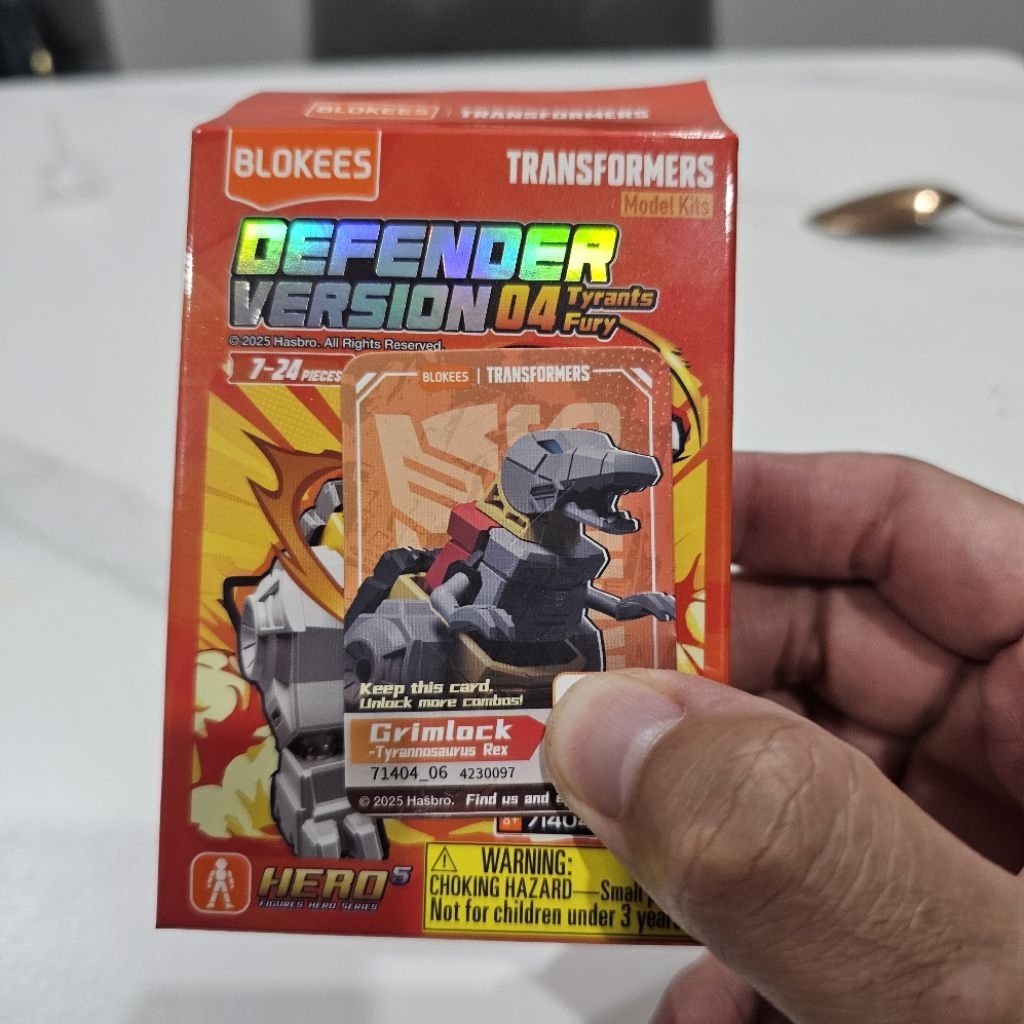 BLOKEES | TRANSFORMERS
BLOKEES
TRANSFORMERS
Model Kits
DEFENDER
VERSION 04 Tyrants Fury
© 2025 Hasbro. All Rights Reserved.
7-24 PIECES
BLOKEES | TRANSFORMERS
Keep this card.
Unlock more combos!
Grimlock
-Tyrannosaurus Rex
71404_06 4230097
© 2025 Hasbro. Find us and
8+ 7140
HERO5
FIGURES HERO SERIES
WARNING:
CHOKING HAZARD—Small
Not for children under 3 years